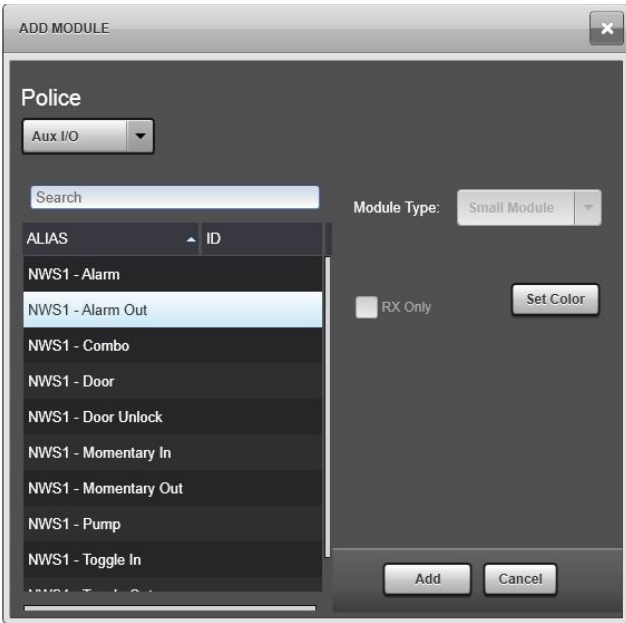 ADD MODULE
Police
Aux I/O
Search
Module Type:
Small Module
ALIAS
ID
NWS1 - Alarm
NWS1 - Alarm Out
RX Only
Set Color
NWS1 - Combo
NWS1 - Door
NWS1 - Door Unlock
NWS1 - Momentary In
NWS1 - Momentary Out
NWS1 - Pump
NWS1 - Toggle In
Add
Cancel